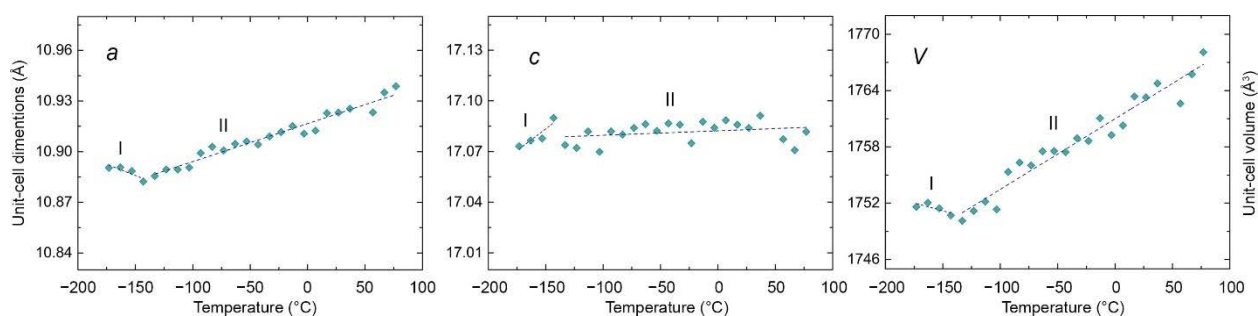 Unit-cell dimentions (Å)
10.96
10.93
10.90
10.87
10.84
a
I
II
−200 −150 −100 −50 0 50 100
Temperature (°C)
17.13
17.10
17.07
17.04
17.01
c
I
II
−200 −150 −100 −50 0 50 100
Temperature (°C)
1770
1764
1758
1752
1746
V
I
II
−200 −150 −100 −50 0 50 100
Temperature (°C)
Unit-cell volume (Å³)